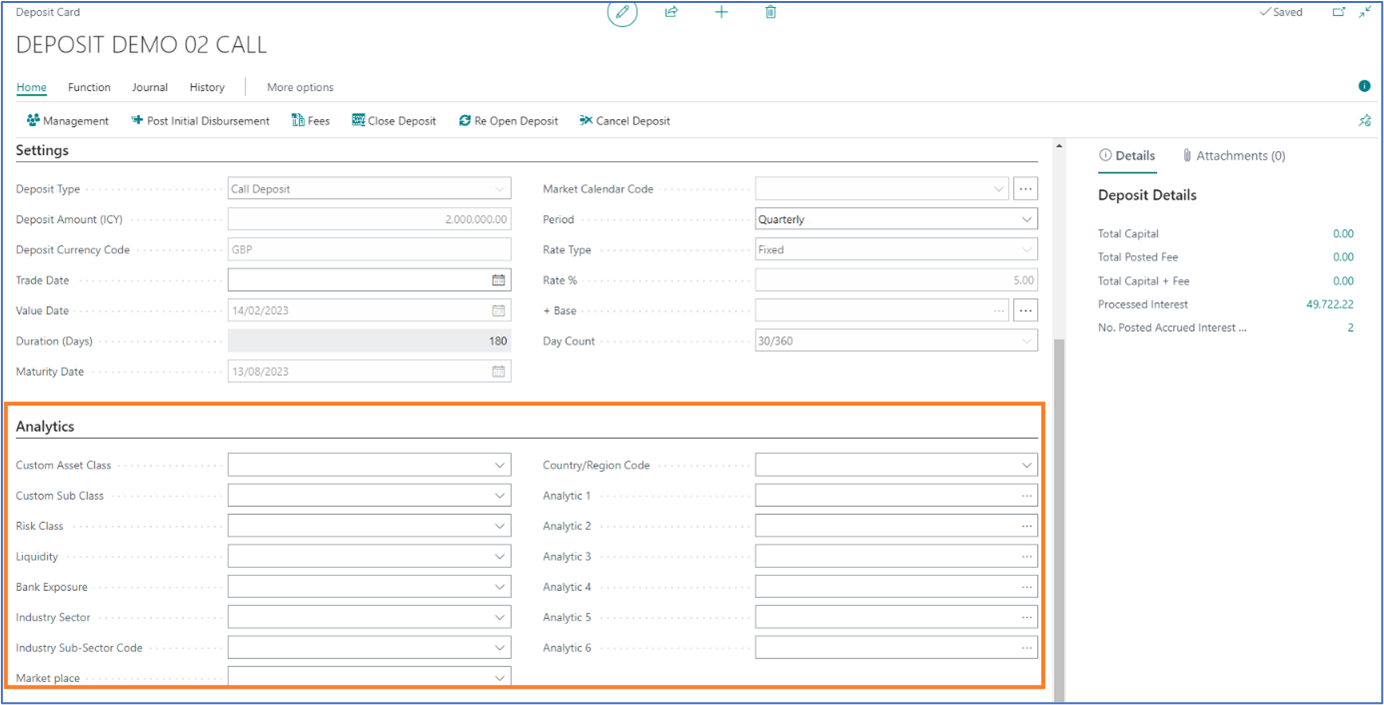 Deposit Card
Saved
DEPOSIT DEMO 02 CALL
Home Function Journal History More options
Management Post Initial Disbursement Fees Close Deposit Re Open Deposit Cancel Deposit
Settings
Deposit Type Call Deposit
Deposit Amount (ICY) 2.000.000.00
Deposit Currency Code GBP
Trade Date
Value Date 14/02/2023
Duration (Days) 180
Maturity Date 13/08/2023
Market Calendar Code
Period Quarterly
Rate Type Fixed
Rate % 5.00
+ Base
Day Count 30/360
Analytics
Custom Asset Class
Custom Sub Class
Risk Class
Liquidity
Bank Exposure
Industry Sector
Industry Sub-Sector Code
Market place
Country/Region Code
Analytic 1
Analytic 2
Analytic 3
Analytic 4
Analytic 5
Analytic 6
Details Attachments (0)
Deposit Details
Total Capital 0.00
Total Posted Fee 0.00
Total Capital + Fee 0.00
Processed Interest 49.722.22
No. Posted Accrued Interest ... 2